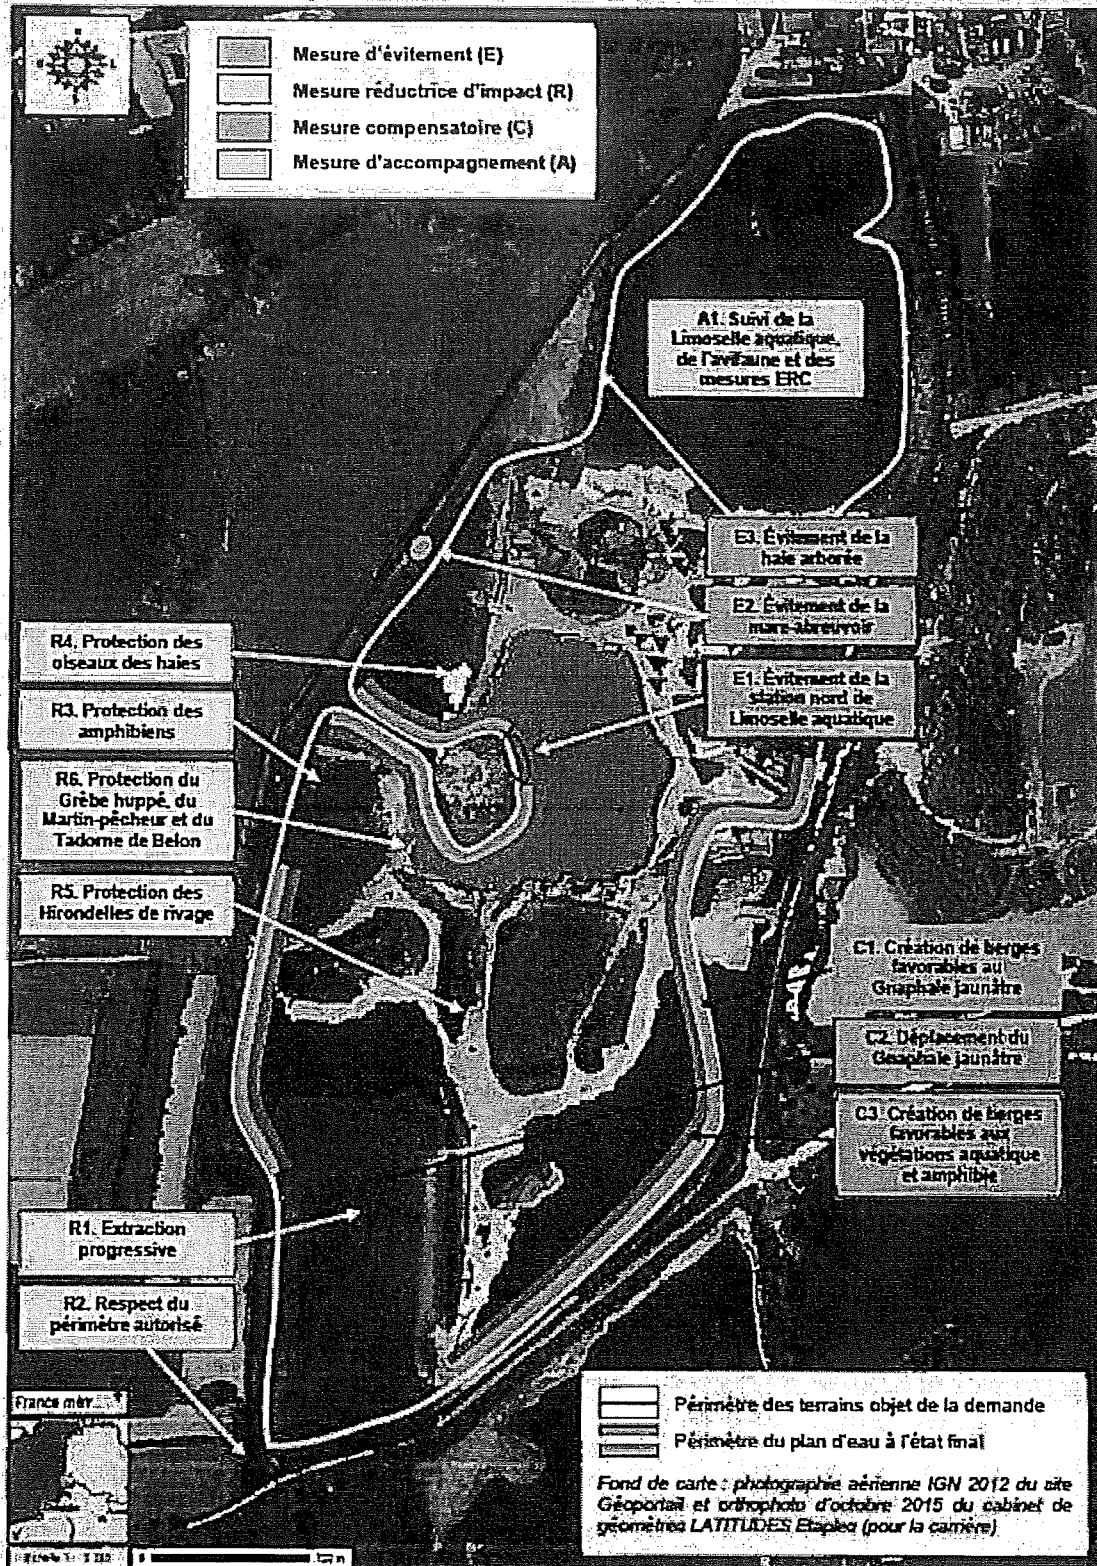 Mesure d'évitement (E)
Mesure réductrice d'impact (R)
Mesure compensatoire (C)
Mesure d'accompagnement (A)
A1. Suivi de la
Limoselle aquatique,
de l'avifaune et des
mesures ERC
E3. Évitement de la
haie arborée
E2. Évitement de la
mare-abreuvoir
E1. Évitement de la
station nord de
Limoselle aquatique
R4. Protection des
oiseaux des haies
R3. Protection des
amphibiens
R6. Protection du
Grèbe huppé, du
Martin-pêcheur et du
Tadorne de Belon
R5. Protection des
Hirondelles de rivage
C1. Création de berges
favorables au
Gnaphale jaunâtre
C2. Déplacement du
Gnaphale jaunâtre
C3. Création de berges
favorables aux
végétations aquatique
et amphibie
R1. Extraction
progressive
R2. Respect du
périmètre autorisé
France métr.
Périmètre des terrains objet de la demande
Périmètre du plan d'eau à l'état final
Fond de carte : photographie aérienne IGN 2012 du site
Géoportail et orthophoto d'octobre 2015 du cabinet de
géomètres LATITUDES Etaples (pour la carrière)